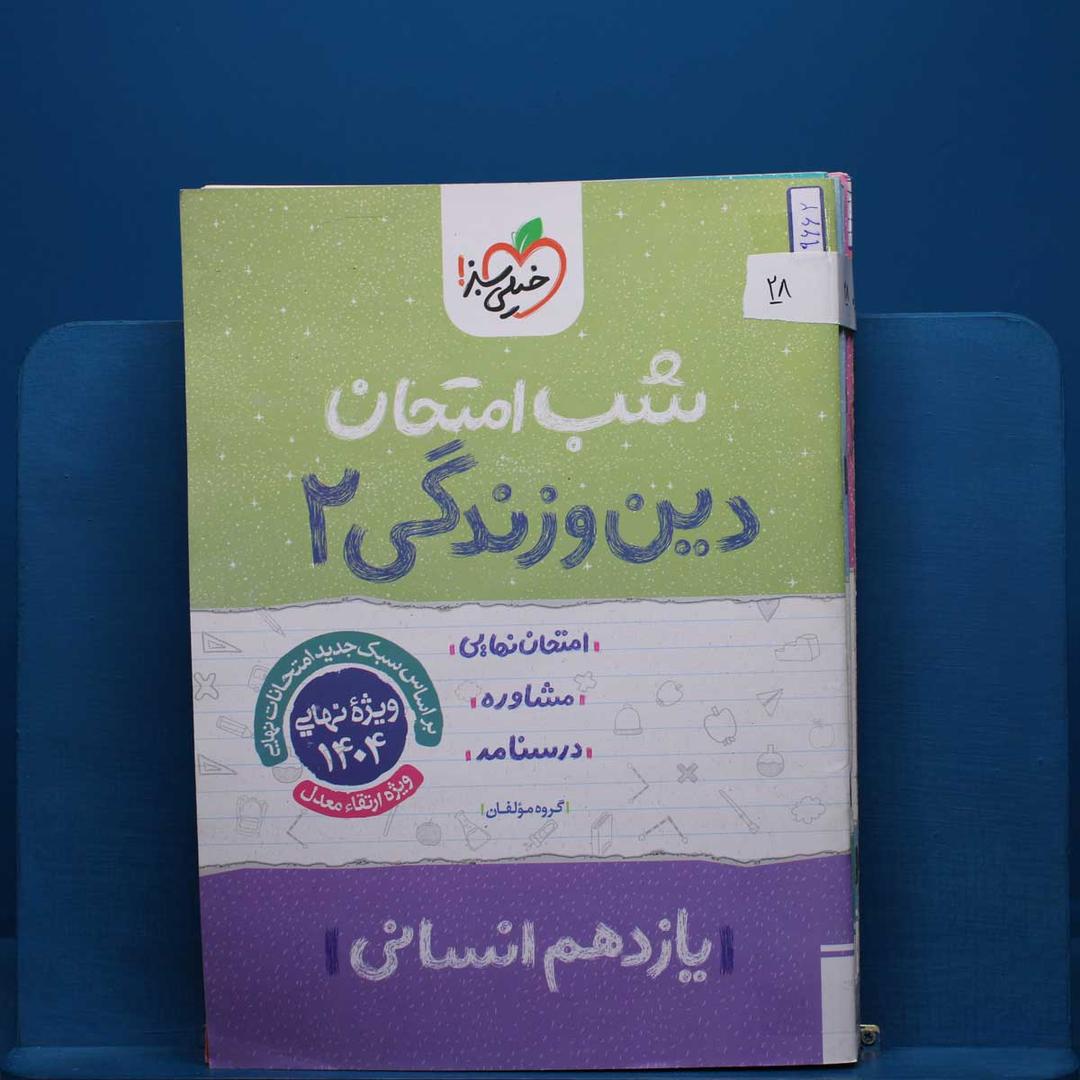 خیلی سبز!
۲۸
شب امتحان
دین و زندگی ۲
امتحان نهایی
مشاوره
درسنامه
گروه مؤلفان
بر اساس سبک جدید امتحانات نهایی
ویژهٔ نهایی
۱۴۰۴
ویژه ارتقاء معدل
یازدهم انسانی